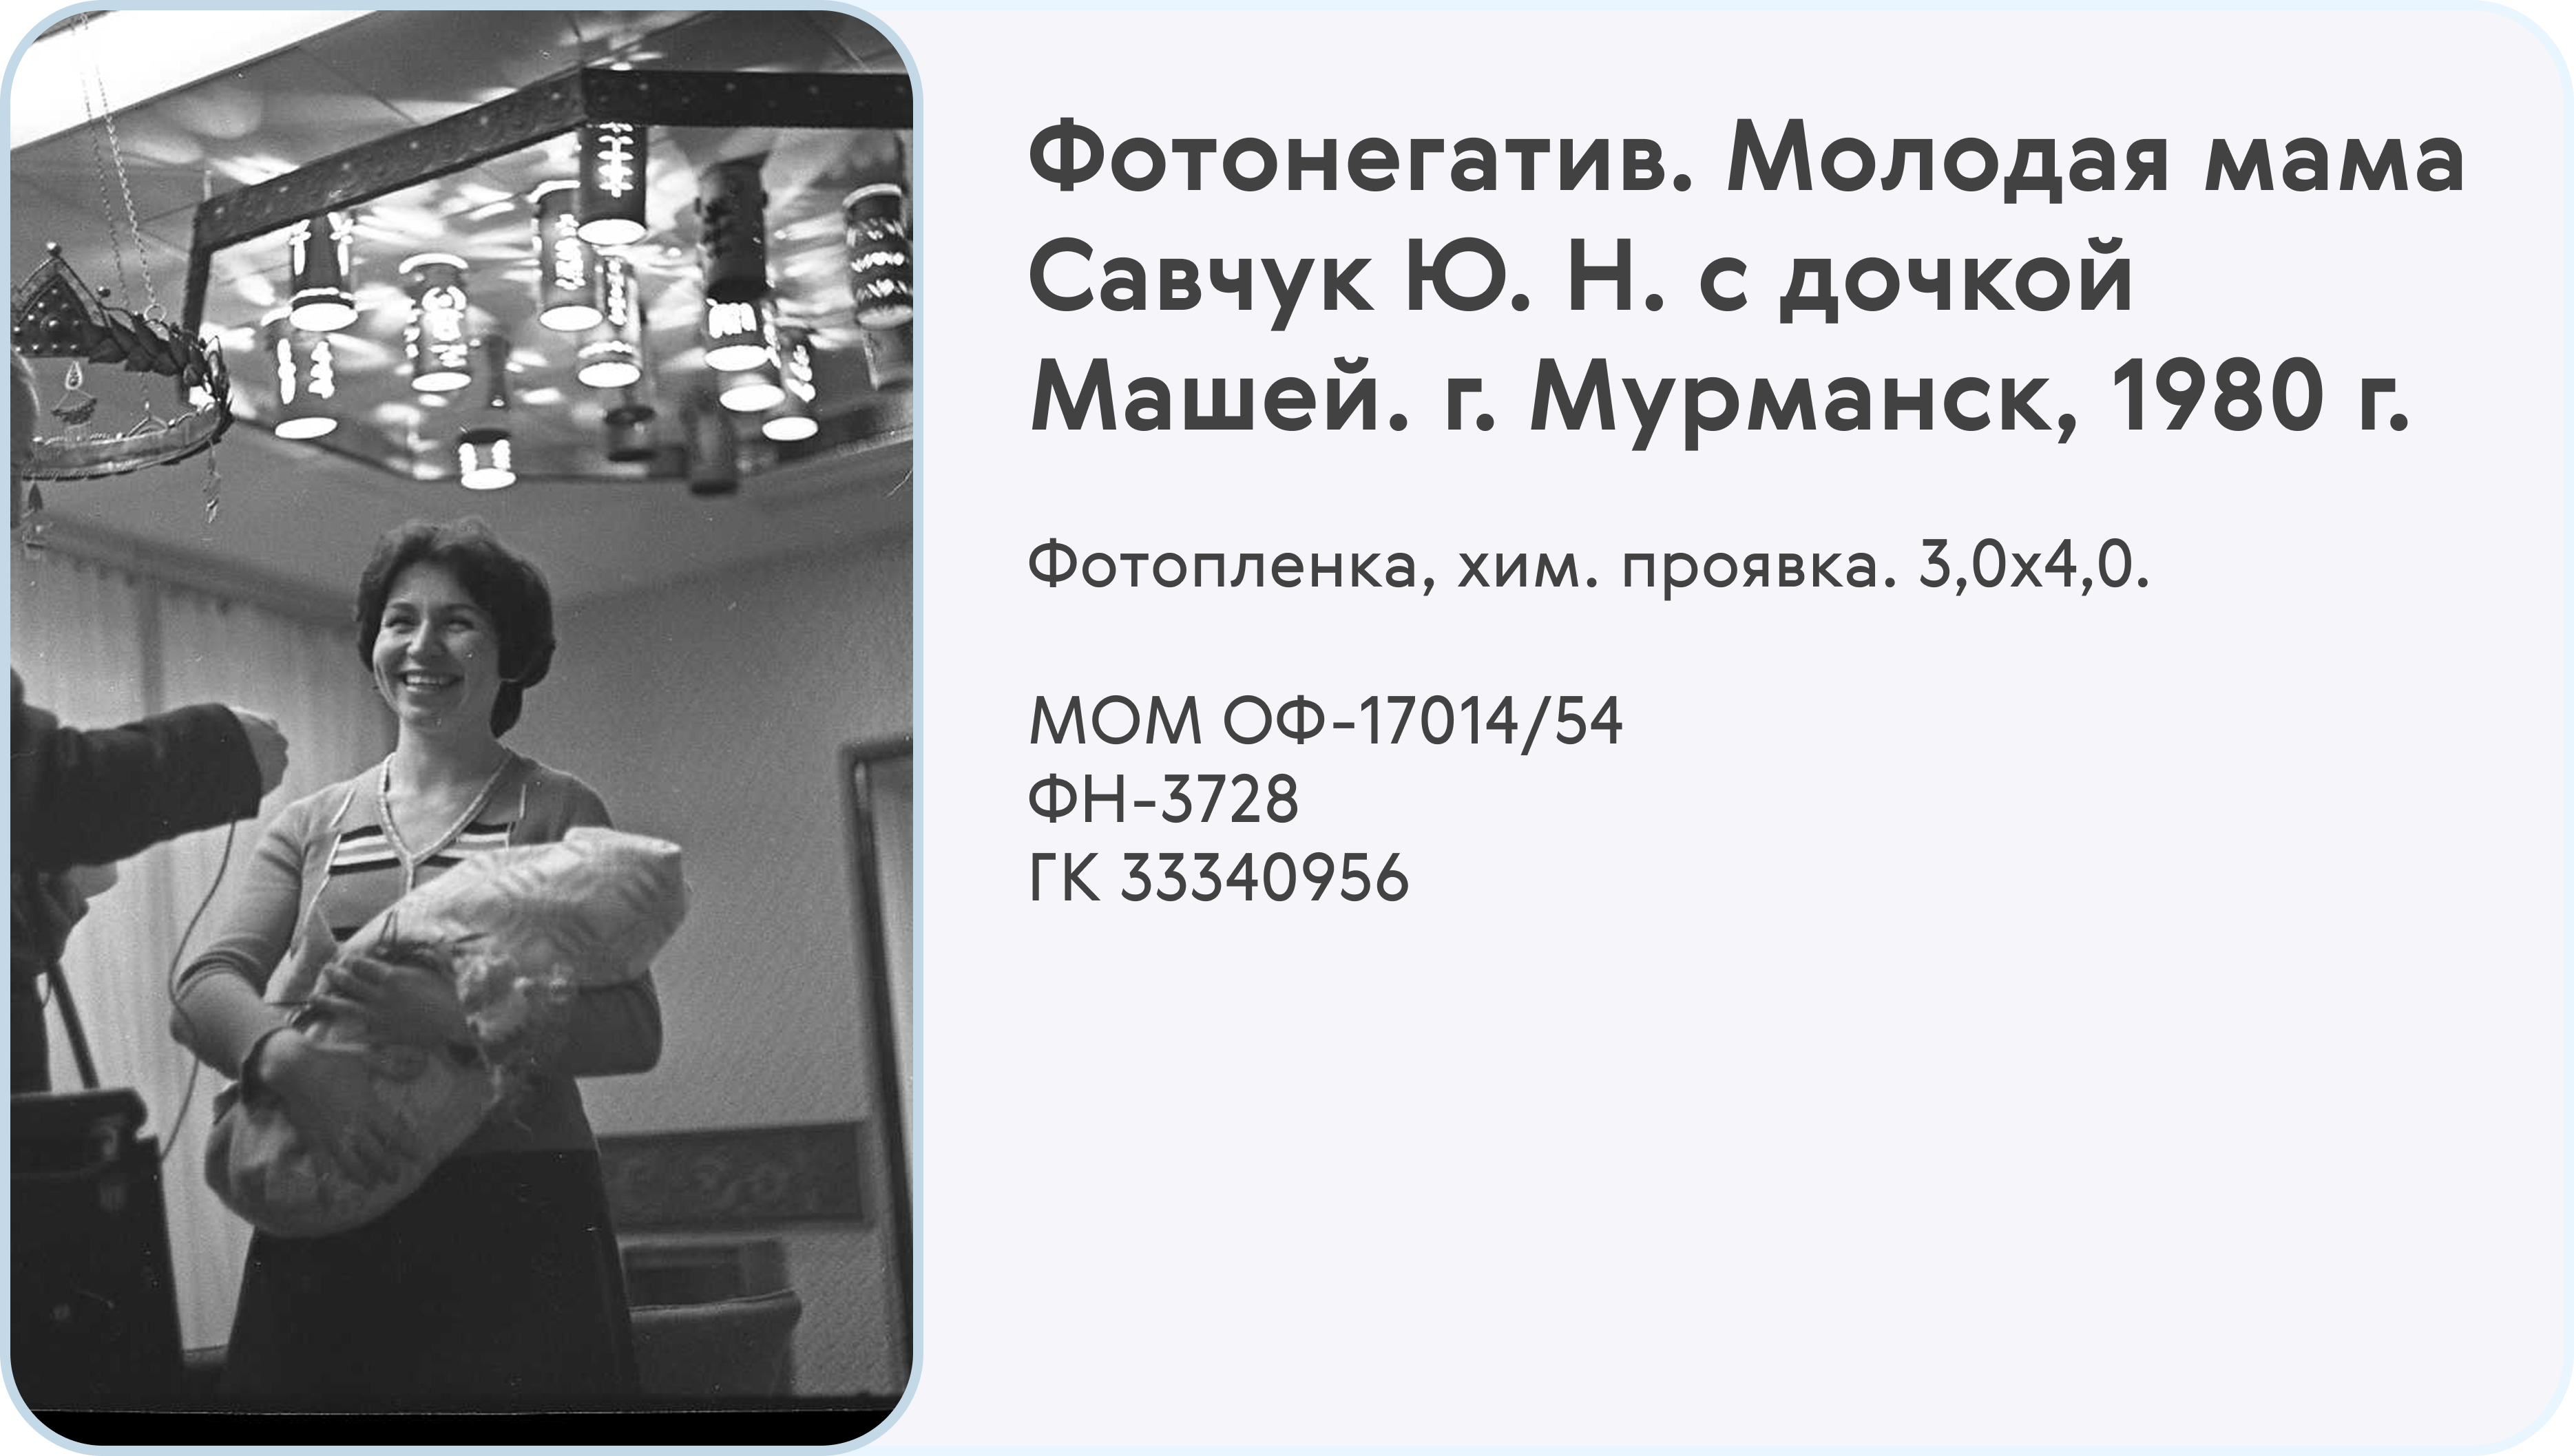 Фотонегатив. Молодая мама
Савчук Ю. Н. с дочкой
Машей. г. Мурманск, 1980 г.
Фотопленка, хим. проявка. 3,0х4,0.
МОМ ОФ-17014/54
ФН-3728
ГК 33340956